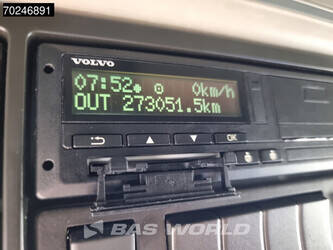 70246891
VOLVO
07:52 0km/h
OUT 273051.5km
OK
BAS WORLD